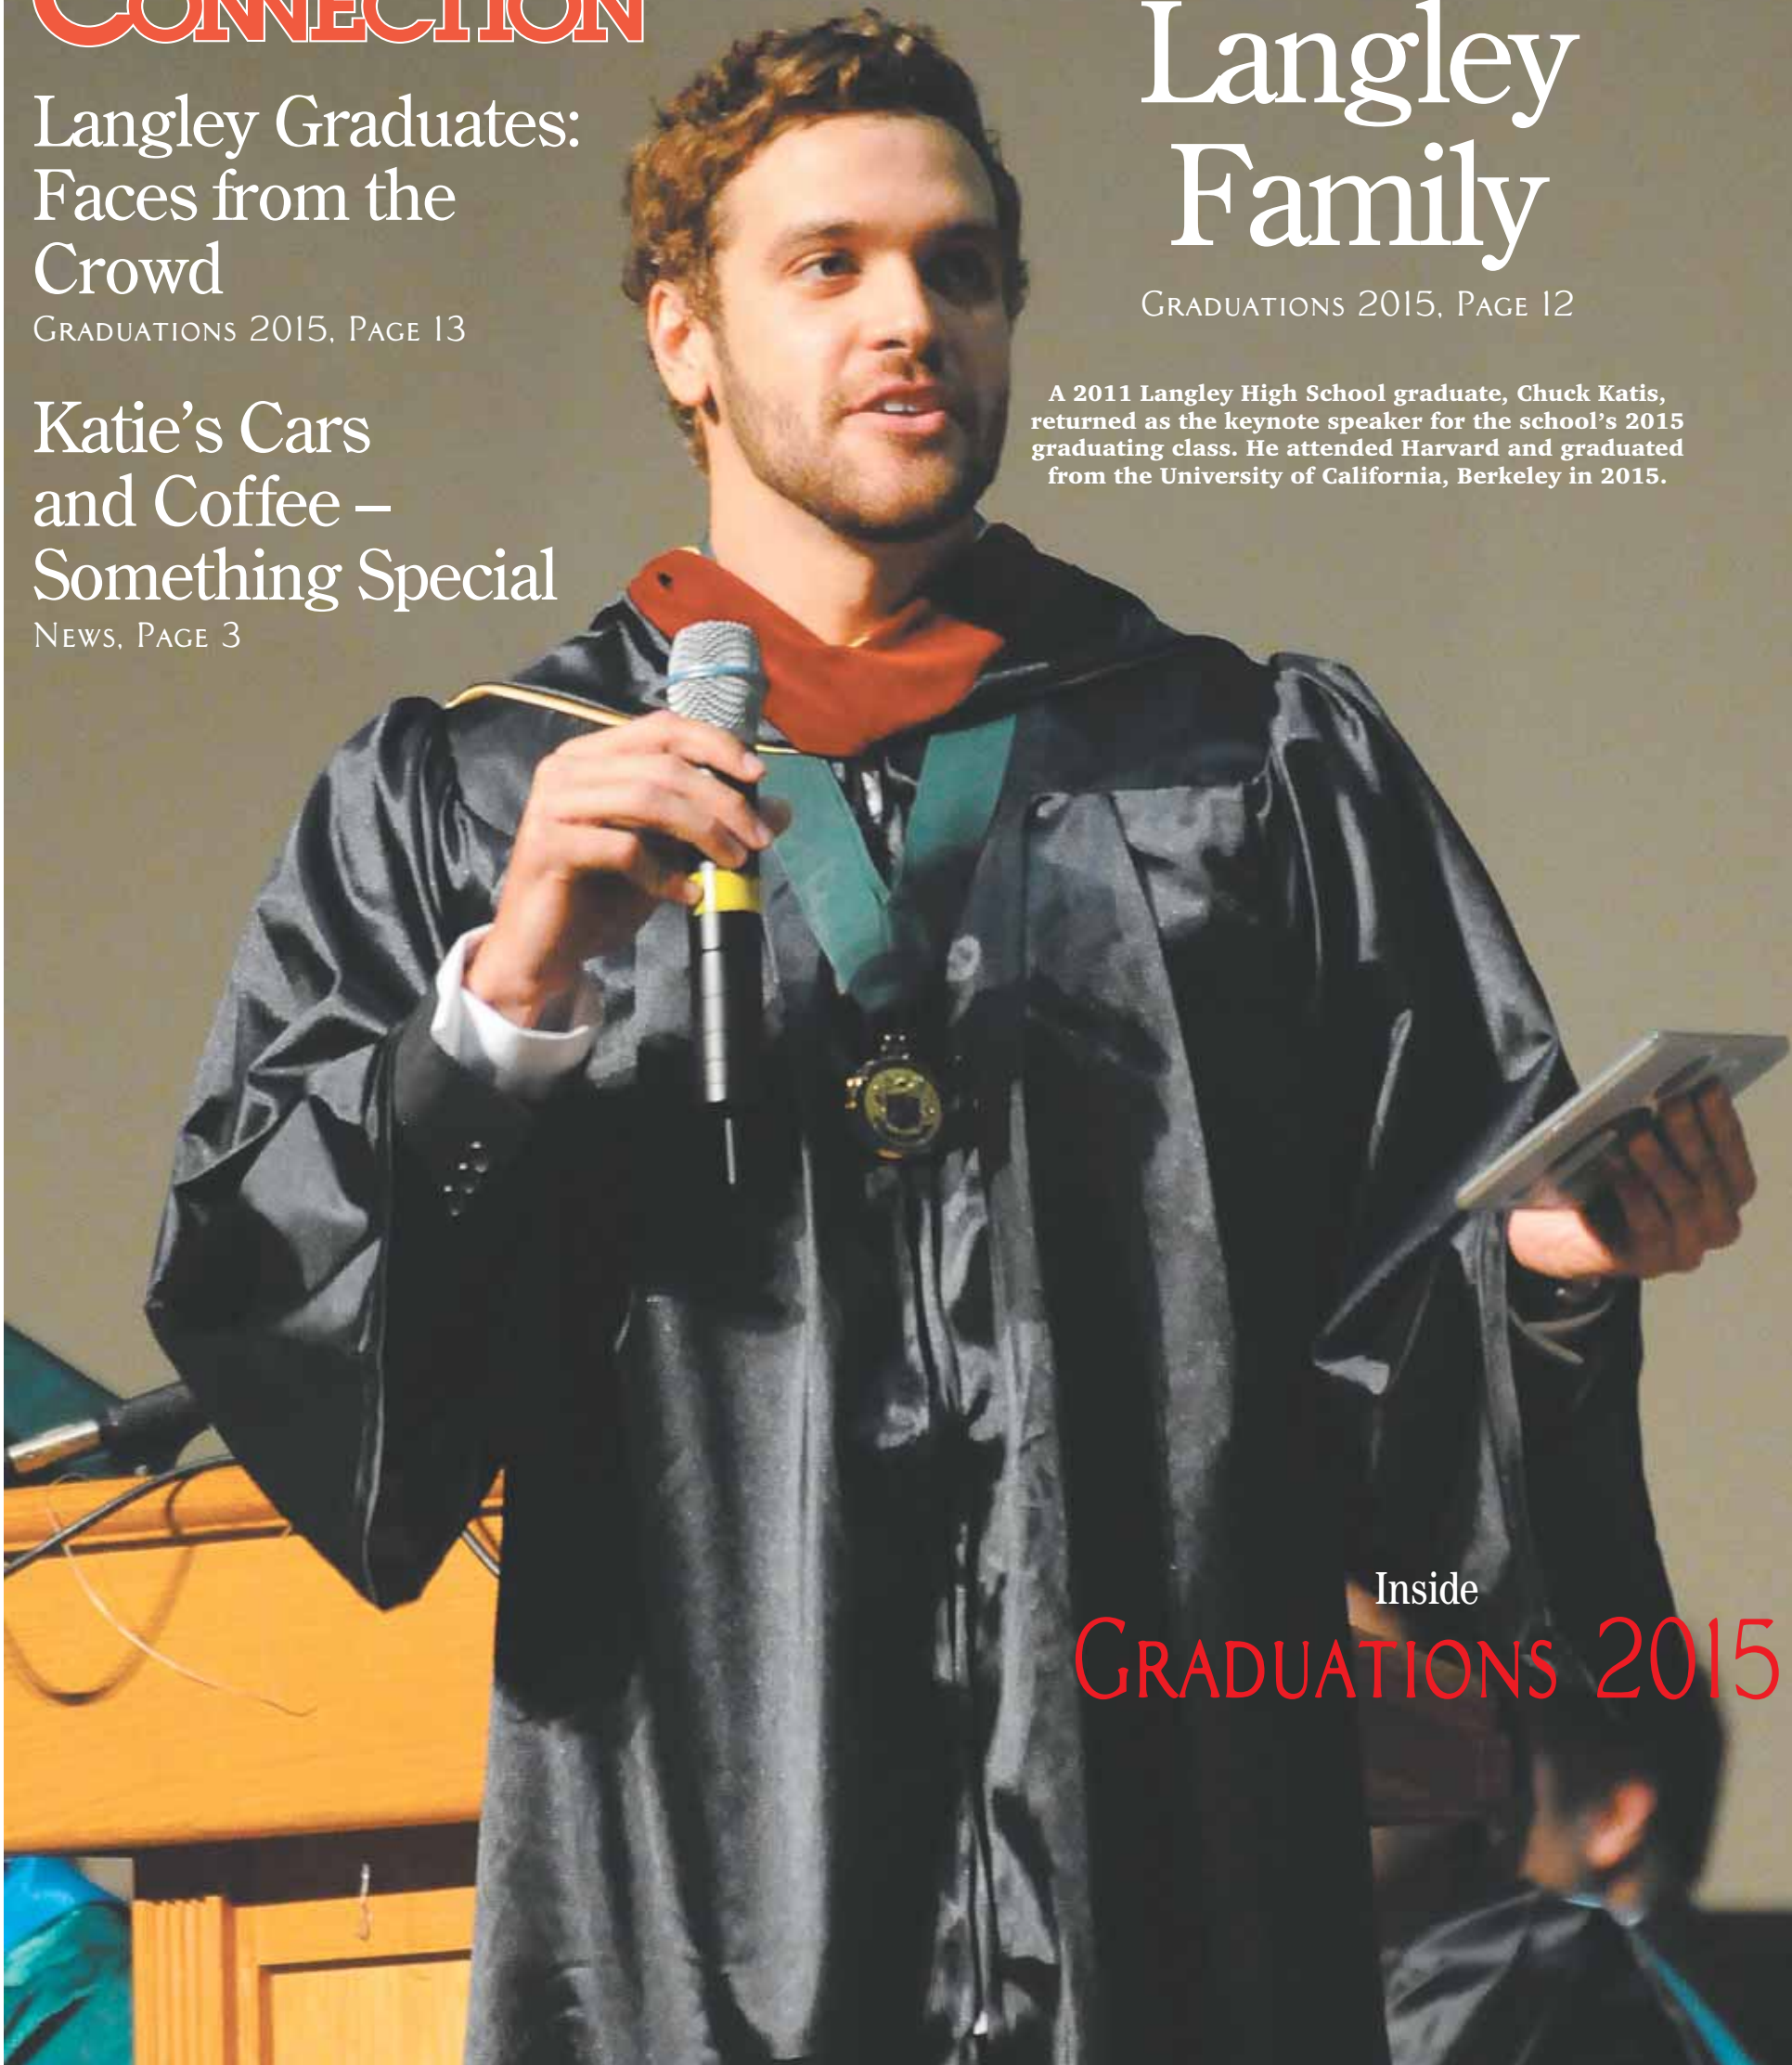 CONNECTION
Langley Graduates:
Faces from the
Crowd
GRADUATIONS 2015, PAGE 13
Katie’s Cars
and Coffee –
Something Special
NEWS, PAGE 3
Langley
Family
GRADUATIONS 2015, PAGE 12
A 2011 Langley High School graduate, Chuck Katis,
returned as the keynote speaker for the school’s 2015
graduating class. He attended Harvard and graduated
from the University of California, Berkeley in 2015.
Inside
GRADUATIONS 2015